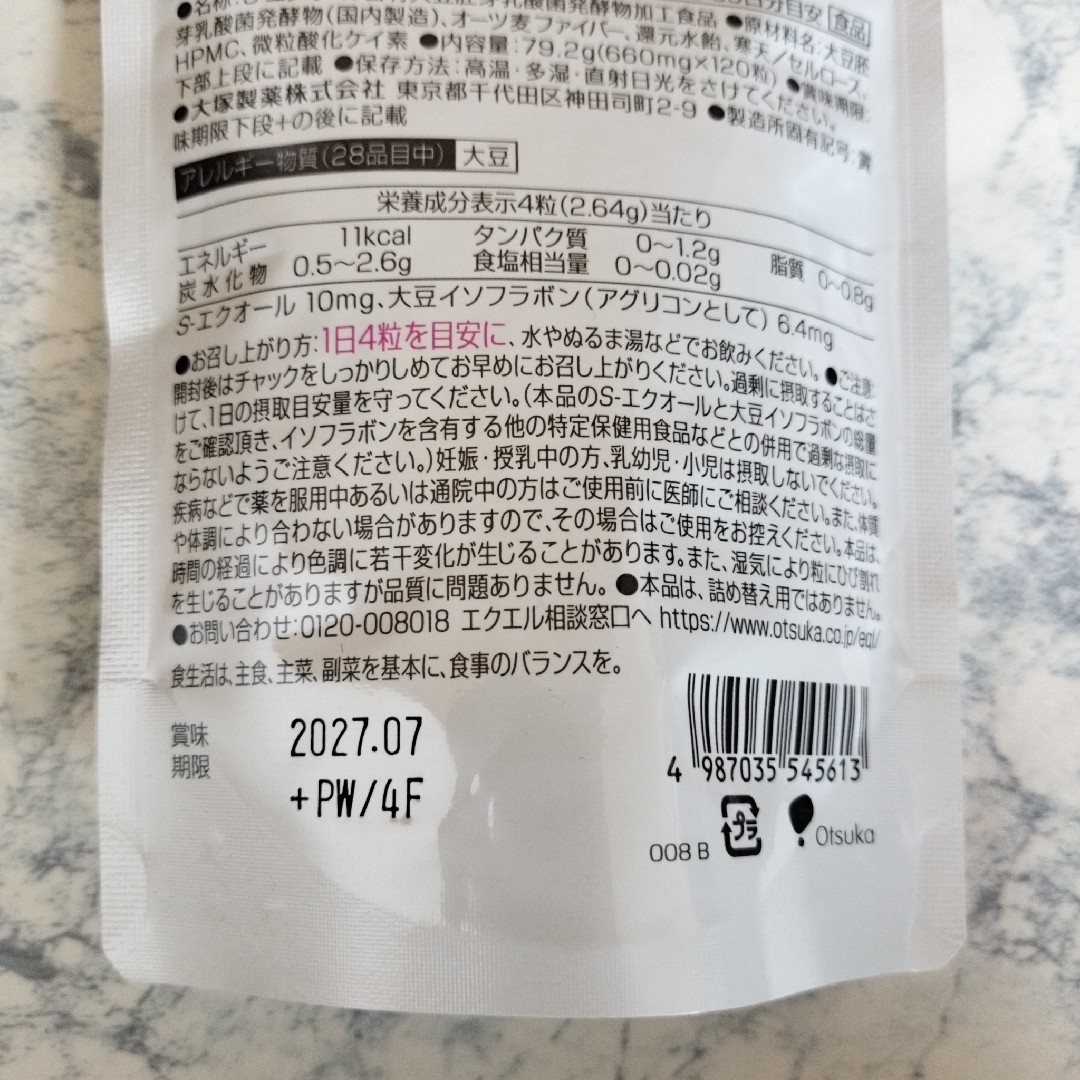 芽乳酸菌発酵物(国内製造)、オーツ麦ファイバー、還元水飴、寒天/セルロース、
HPMC、微粒酸化ケイ素 ●内容量:79.2g(660mg×120粒) ●賞味期限:
下部上段に記載 ●保存方法:高温・多湿・直射日光をさけてください。
●大塚製薬株式会社 東京都千代田区神田司町2-9 ●製造所固有記号:賞
味期限下段+の後に記載
アレルギー物質(28品目中) 大豆
栄養成分表示4粒(2.64g)当たり
エネルギー 11kcal タンパク質 0〜1.2g 脂質 0〜0.8g
炭水化物 0.5〜2.6g 食塩相当量 0〜0.02g
S-エクオール 10mg、大豆イソフラボン(アグリコンとして) 6.4mg
●お召し上がり方:1日4粒を目安に、水やぬるま湯などでお飲みください。 ●ご注意:
開封後はチャックをしっかりしめてお早めにお召し上がりください。過剰に摂取することはさ
けて、1日の摂取目安量を守ってください。(本品のS-エクオールと大豆イソフラボンの総量
をご確認頂き、イソフラボンを含有する他の特定保健用食品などとの併用で過剰な摂取に
ならないようご注意ください。)妊娠・授乳中の方、乳幼児・小児は摂取しないでください。
疾病などで薬を服用中あるいは通院中の方はご使用前に医師にご相談ください。また、体質
や体調により合わない場合がありますので、その場合はご使用をお控えください。本品は、
時間の経過により色調に若干変化が生じることがあります。また、湿気により粒にひび割れ
を生じることがありますが品質に問題ありません。 ●本品は、詰め替え用ではありません。
●お問い合わせ:0120-008018 エクエル相談窓口へ https://www.otsuka.co.jp/eql/
食生活は、主食、主菜、副菜を基本に、食事のバランスを。
賞味
期限
2027.07
+PW/4F
4 987035 545613
008 B プラ Otsuka